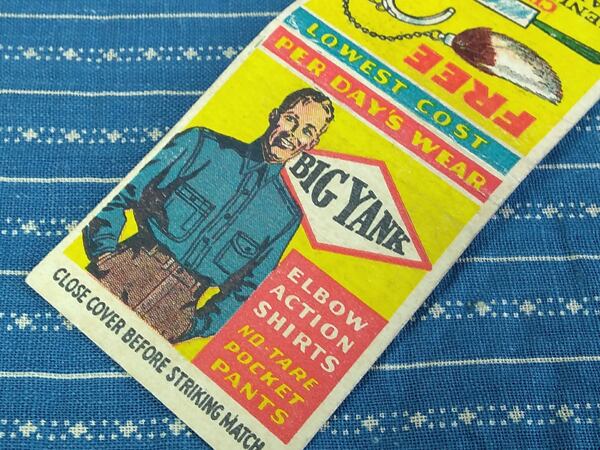 FREE
LOWEST COST
PER DAY'S WEAR
BIG YANK
ELBOW
ACTION
SHIRTS
NO-TARE
POCKET
PANTS
CLOSE COVER BEFORE STRIKING MATCH